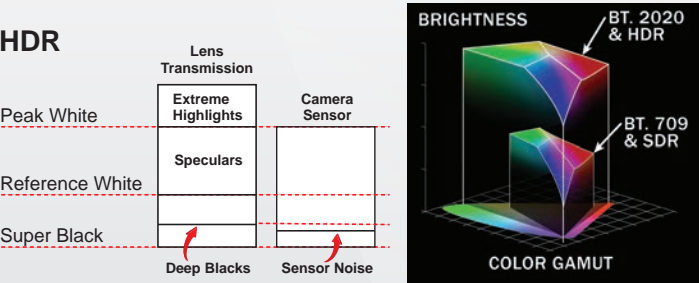 HDR
Lens
Transmission
Extreme
Highlights
Camera
Sensor
Peak White
Speculars
Reference White
Super Black
Deep Blacks
Sensor Noise
BRIGHTNESS
BT. 2020
& HDR
BT. 709
& SDR
COLOR GAMUT